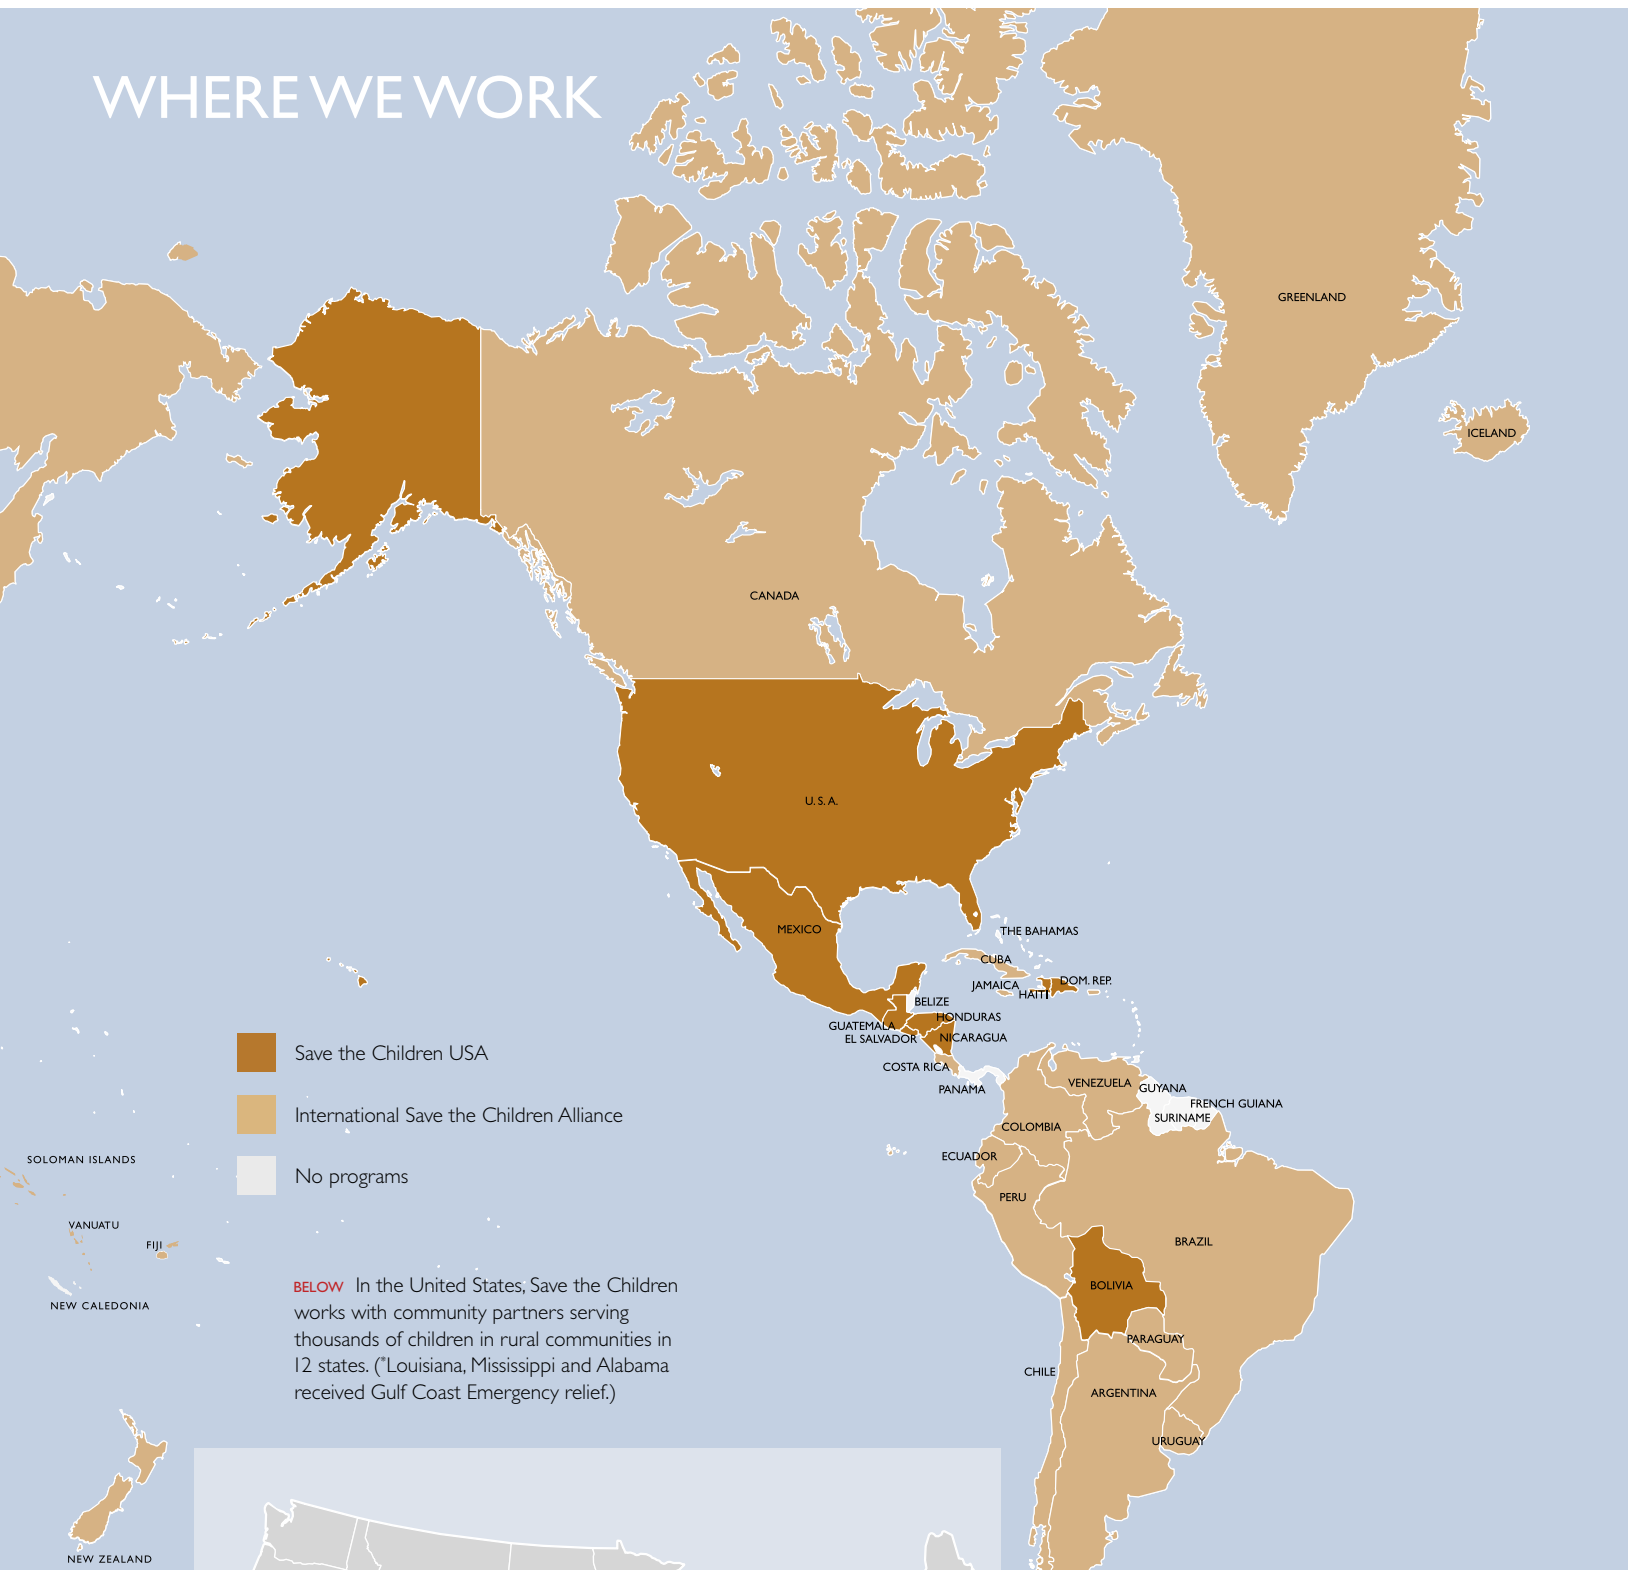 WHERE WE WORK
GREENLAND
ICELAND
CANADA
U. S. A.
MEXICO
THE BAHAMAS
CUBA
DOM. REP.
JAMAICA
HAITI
BELIZE
HONDURAS
GUATEMALA
EL SALVADOR
NICARAGUA
COSTA RICA
PANAMA
VENEZUELA
GUYANA
FRENCH GUIANA
SURINAME
COLOMBIA
ECUADOR
PERU
BRAZIL
BOLIVIA
PARAGUAY
CHILE
ARGENTINA
URUGUAY
Save the Children USA
International Save the Children Alliance
No programs
SOLOMAN ISLANDS
VANUATU
FIJI
NEW CALEDONIA
BELOW In the United States, Save the Children
works with community partners serving
thousands of children in rural communities in
12 states. (*Louisiana, Mississippi and Alabama
received Gulf Coast Emergency relief.)
NEW ZEALAND